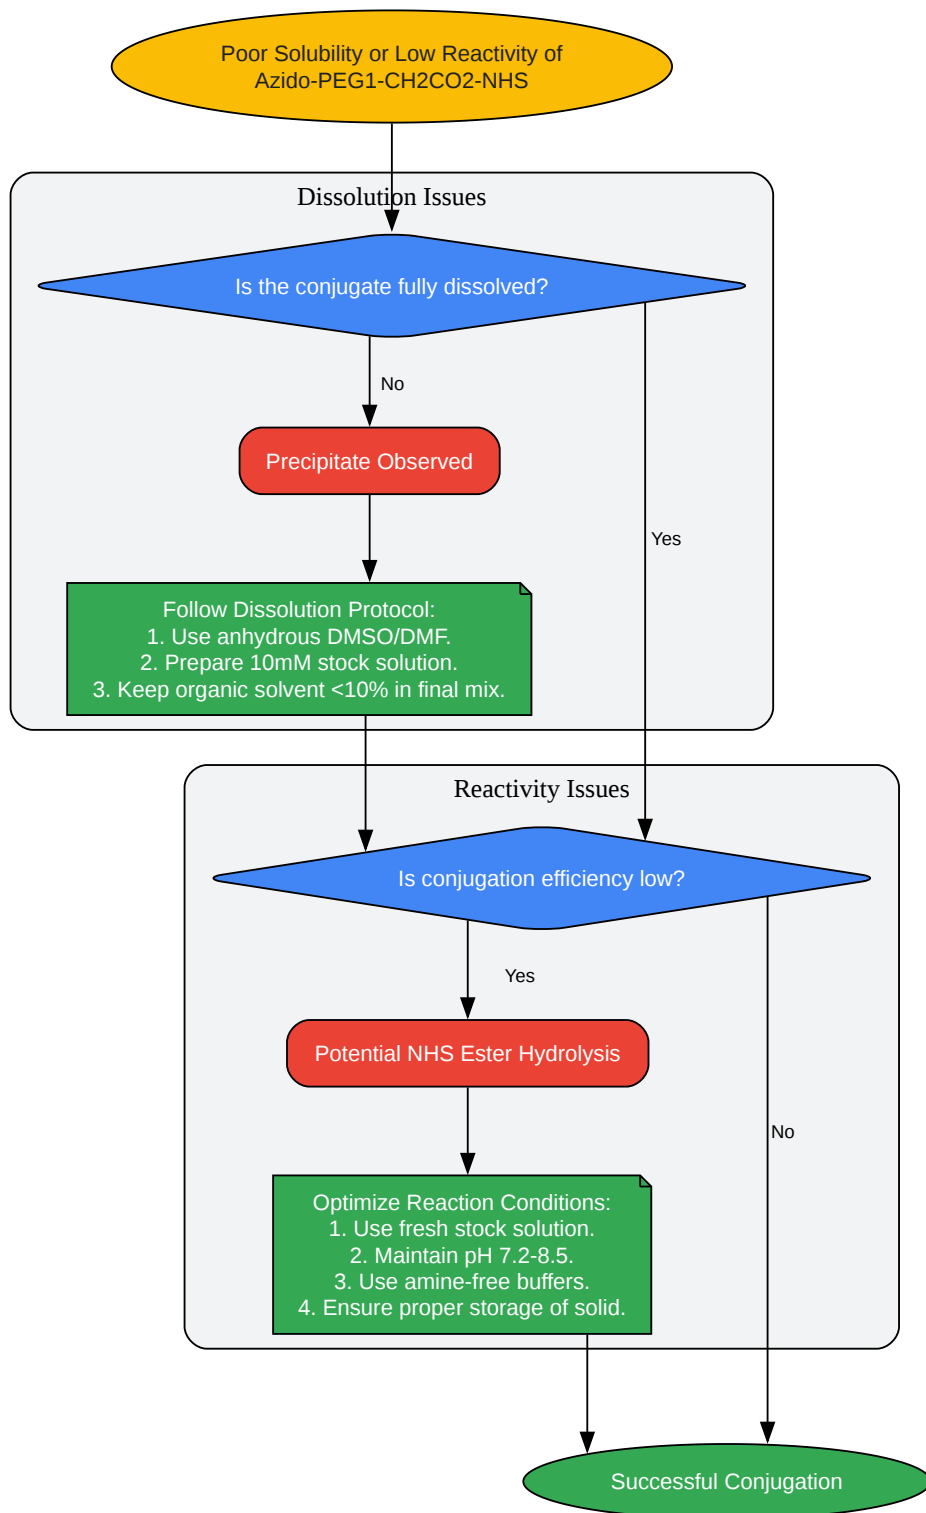 Poor Solubility or Low Reactivity of
Azido-PEG1-CH2CO2-NHS
Dissolution Issues
Is the conjugate fully dissolved?
No
Precipitate Observed
Yes
Follow Dissolution Protocol:
1. Use anhydrous DMSO/DMF.
2. Prepare 10mM stock solution.
3. Keep organic solvent <10% in final mix.
Reactivity Issues
Is conjugation efficiency low?
Yes
Potential NHS Ester Hydrolysis
No
Optimize Reaction Conditions:
1. Use fresh stock solution.
2. Maintain pH 7.2-8.5.
3. Use amine-free buffers.
4. Ensure proper storage of solid.
Successful Conjugation